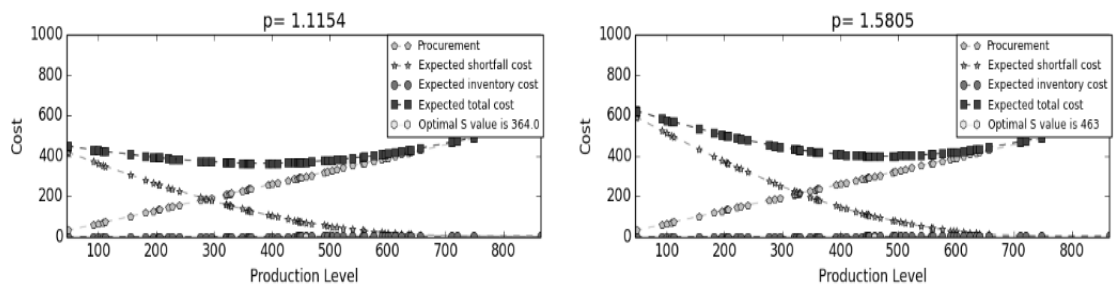 p= 1.1154
1000
800
600
400
200
0
Cost
Procurement
Expected shortfall cost
Expected inventory cost
Expected total cost
Optimal S value is 364.0
100 200 300 400 500 600 700 800
Production Level
p= 1.5805
1000
800
600
400
200
0
Cost
Procurement
Expected shortfall cost
Expected inventory cost
Expected total cost
Optimal S value is 463
100 200 300 400 500 600 700 800
Production Level